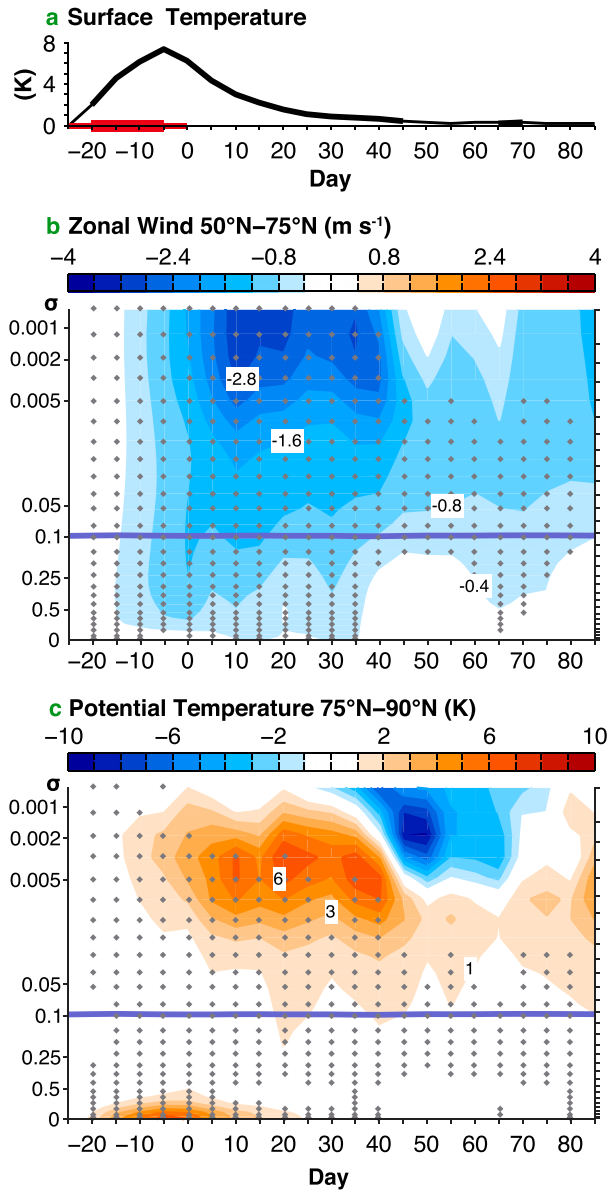 a Surface Temperature
8
4
0
(K)
−20 −10 0 10 20 30 40 50 60 70 80
Day
b Zonal Wind 50°N−75°N (m s-1)
−4 −2.4 −0.8 0.8 2.4 4
σ
0.001
0.002
-2.8
0.005
-1.6
0.05
-0.8
0.1
0.25
-0.4
0.5
0
−20 −10 0 10 20 30 40 50 60 70 80
c Potential Temperature 75°N−90°N (K)
−10 −6 −2 2 6 10
σ
0.001
0.002
0.005
6
3
1
0.05
0.1
0.25
0.5
0
−20 −10 0 10 20 30 40 50 60 70 80
Day